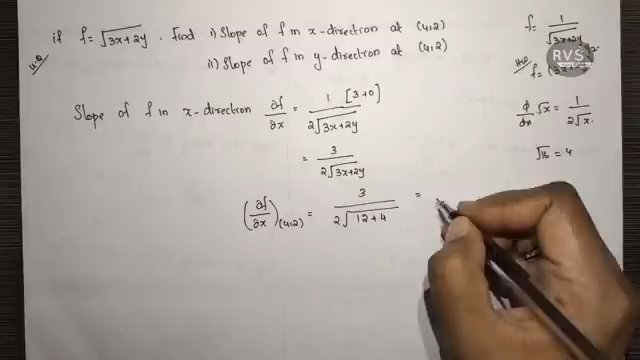 if f = √3x+2y . Find i) Slope of f in x-direction at (4,2)
ii) Slope of f in y-direction at (4,2)
Slope of f in x-direction ∂f/∂x = 1/2√3x+2y [3+0]
= 3/2√3x+2y
(∂f/∂x)(4,2) = 3/2√12+4 =
f = 1/√3x+2y
RVS
f =
d/dx √x = 1/2√x.
√16 = 4